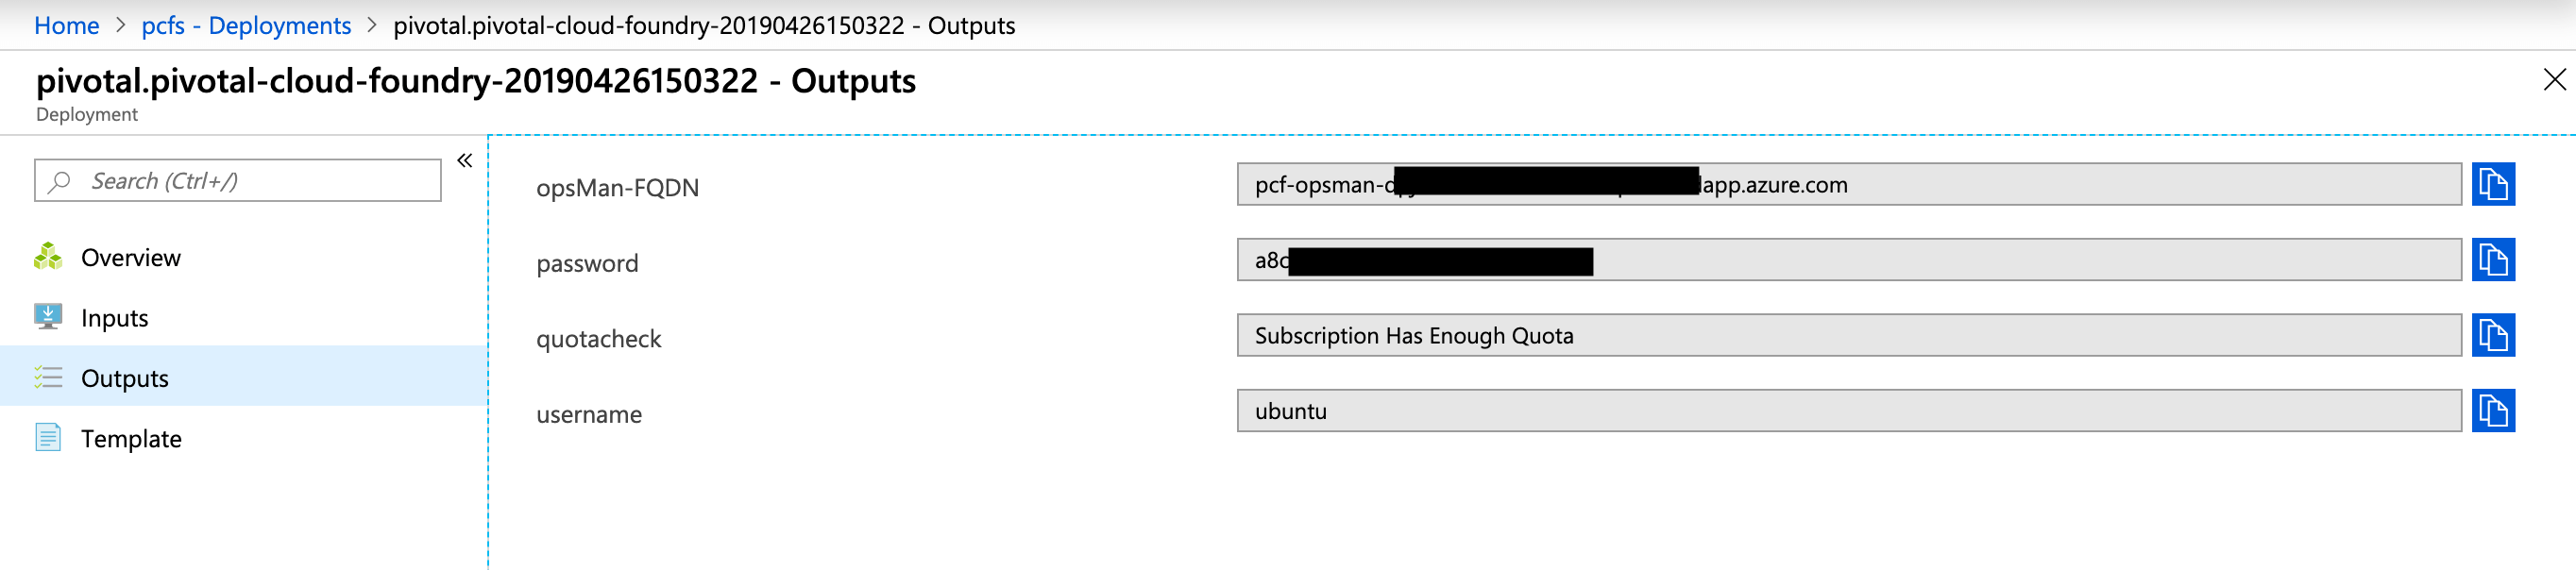 Home > pcfs - Deployments > pivotal.pivotal-cloud-foundry-20190426150322 - Outputs
pivotal.pivotal-cloud-foundry-20190426150322 - Outputs
Deployment
Search (Ctrl+/)
Overview
Inputs
Outputs
Template
opsMan-FQDN pcf-opsman- app.azure.com
password a8c
quotacheck Subscription Has Enough Quota
username ubuntu